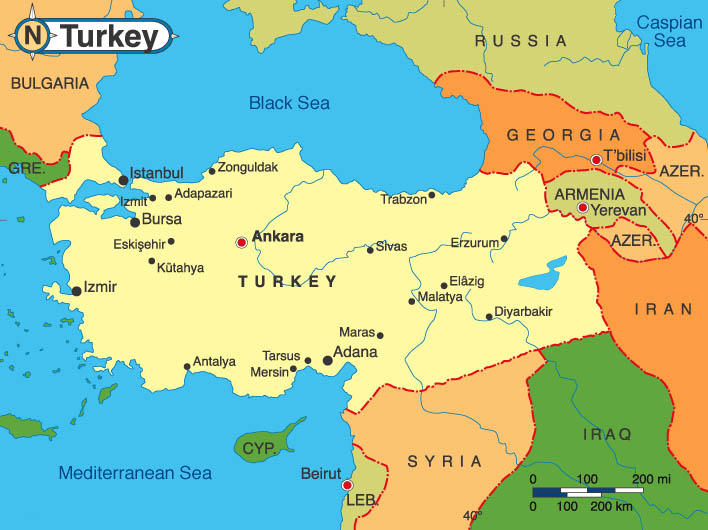 N Turkey
Caspian
Sea
RUSSIA
BULGARIA
Black Sea
GEORGIA
T'bilisi
GRE.
Istanbul
Zonguldak
AZER.
Izmit
Adapazari
Trabzon
ARMENIA
Yerevan
40°
Bursa
Eskişehir
Ankara
Sivas
Erzurum
AZER.
Kütahya
Izmir
TURKEY
Elâzig
Malatya
Diyarbakir
IRAN
Maras
Antalya
Tarsus
Adana
Mersin
CYP.
SYRIA
IRAQ
Mediterranean Sea
Beirut
LEB.
0 100 200 mi
0 100 200 km
40°